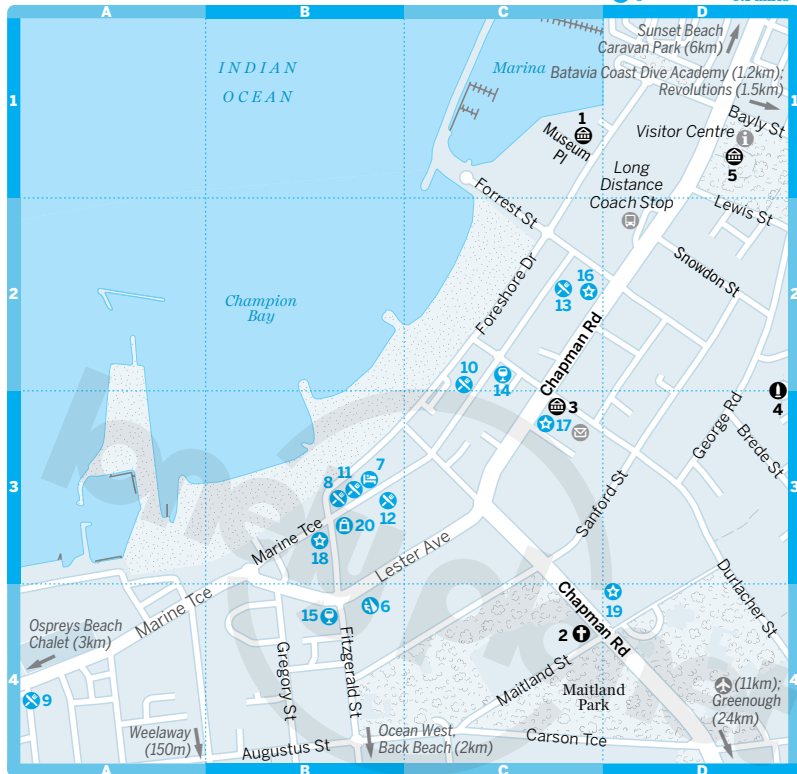 A
B
C
D
Sunset Beach
Caravan Park (6km)
INDIAN
OCEAN
Marina
Batavia Coast Dive Academy (1.2km);
Revolutions (1.5km)
1
1
1
Museum
Pl
Bayly St
Visitor Centre
i
5
Long
Distance
Coach Stop
Forrest St
Lewis St
Snowdon St
Foreshore Dr
2
2
16
13
Champion
Bay
Chapman Rd
10
14
3
17
4
George Rd
Brede St
3
3
7
11
8
12
20
18
Marine Tce
Lester Ave
Sanford St
Durlacher St
19
Chapman Rd
Marine Tce
15
6
2
Ospreys Beach
Chalet (3km)
Gregory St
Fitzgerald St
Maitland St
Maitland
Park
4
4
9
(11km);
Greenough
(24km)
Weelaway
(150m)
Augustus St
Ocean West,
Back Beach (2km)
Carson Tce
A
B
C
D